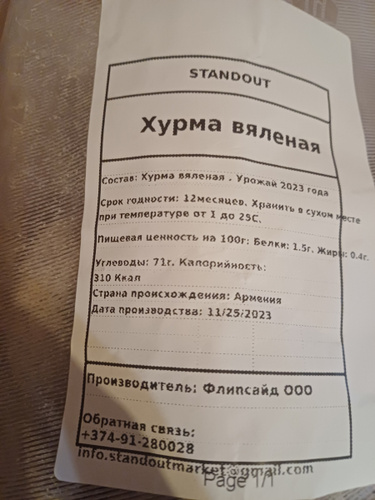 STANDOUT
Хурма вяленая
Состав: Хурма вяленая . Урожай 2023 года
Срок годности: 12месяцев. Хранить в сухом месте
при температуре от 1 до 25С.
Пищевая ценность на 100г: Белки: 1.5г. Жиры: 0.4г.
Углеводы: 71г. Калорийность:
310 Ккал
Страна происхождения: Армения
Дата производства: 11/25/2023
Производитель: Флипсайд ООО
Обратная связь:
+374-91-280028
info.standoutmarket@gmail.com
Page 1/1